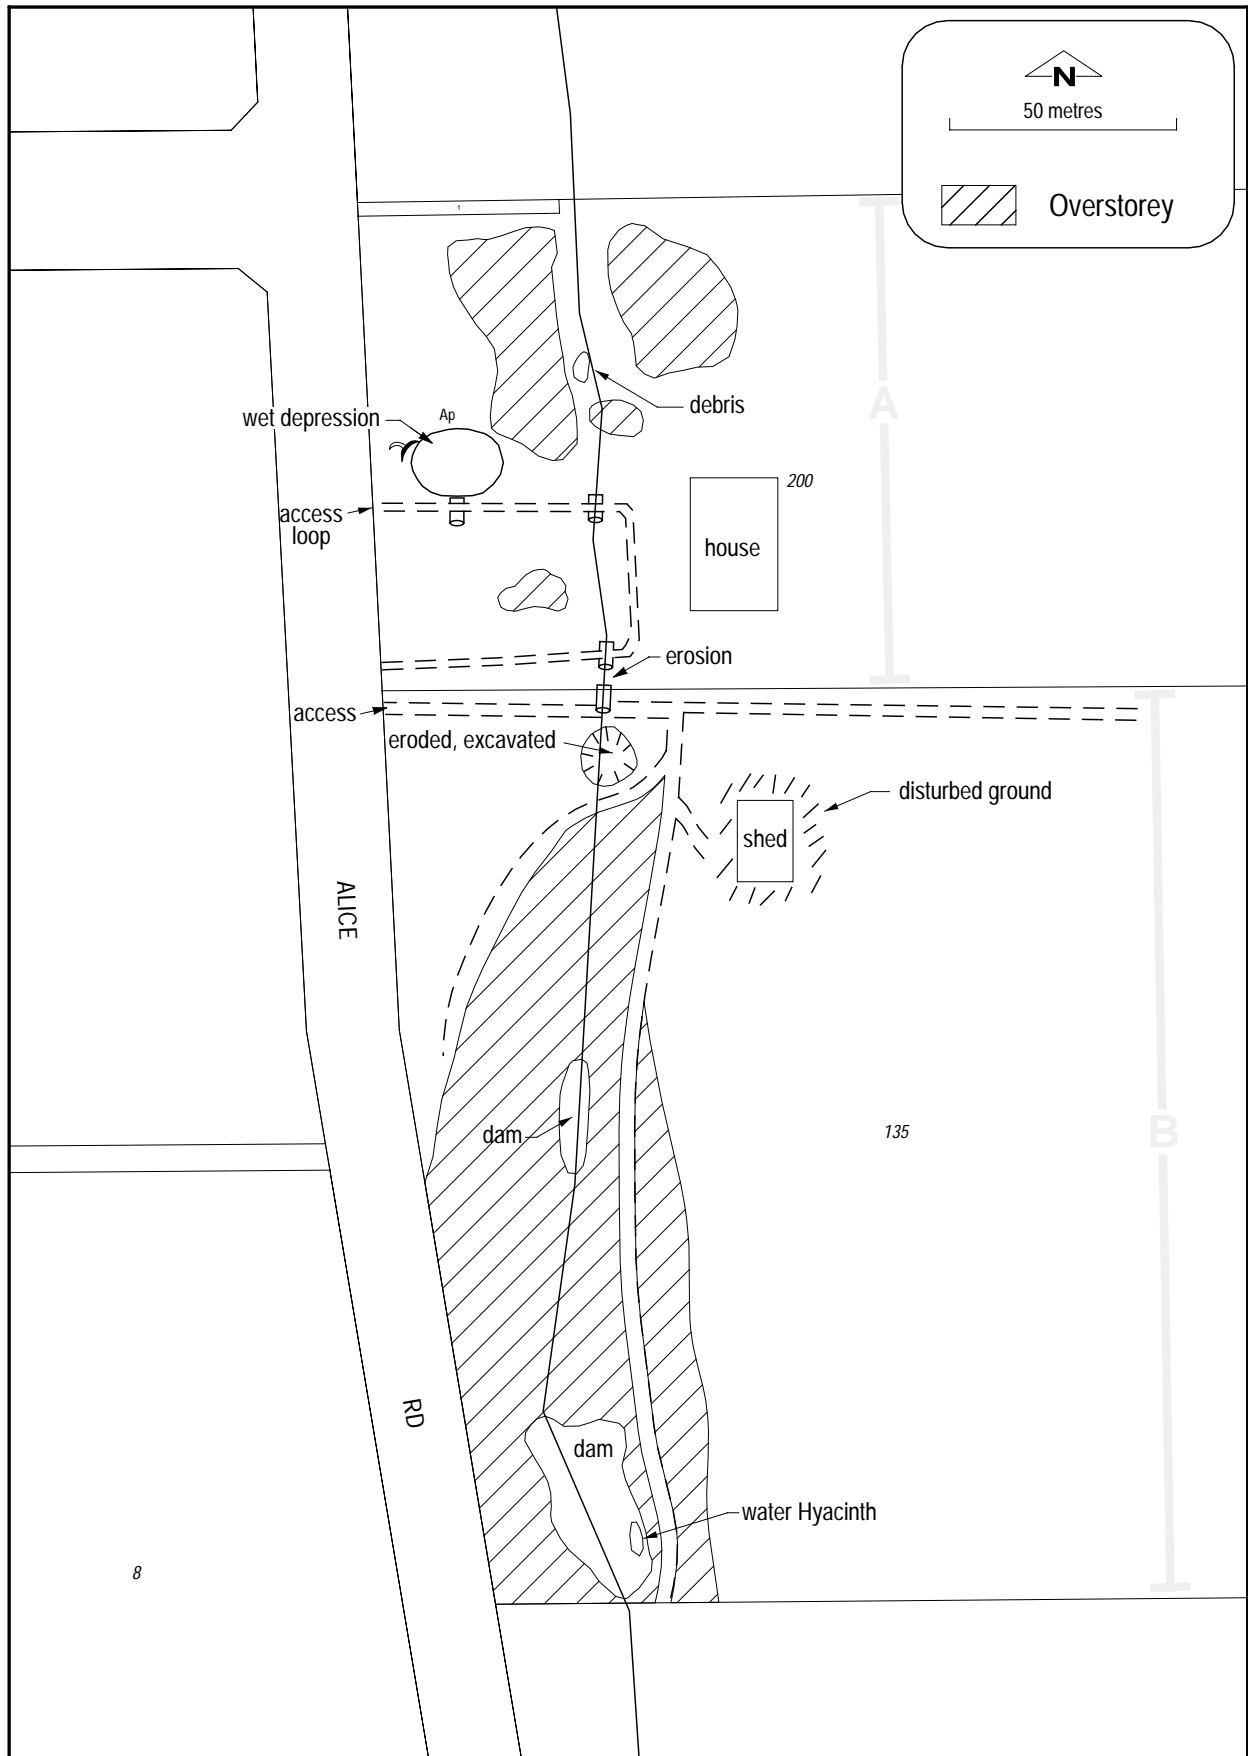 N
50 metres
Overstorey
1
A
debris
wet depression
Ap
200
access
loop
house
erosion
access
eroded, excavated
disturbed ground
shed
ALICE
dam
135
B
RD
dam
water Hyacinth
8